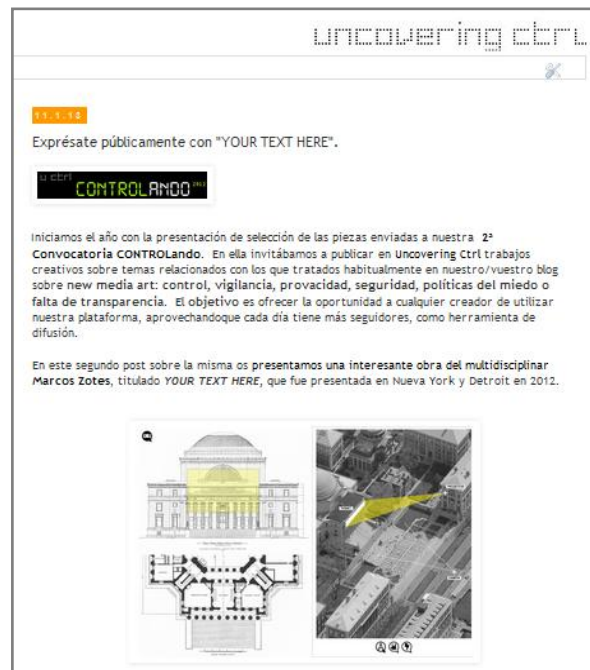 uncovering ctrl
11.1.18
Exprésate públicamente con "YOUR TEXT HERE".
u ctrl
CONTROLANDO
Iniciamos el año con la presentación de selección de las piezas enviadas a nuestra 2ª
Convocatoria CONTROLando. En ella invitábamos a publicar en Uncovering Ctrl trabajos
creativos sobre temas relacionados con los que tratados habitualmente en nuestro/vuestro blog
sobre new media art: control, vigilancia, provacidad, seguridad, políticas del miedo o
falta de transparencia. El objetivo es ofrecer la oportunidad a cualquier creador de utilizar
nuestra plataforma, aprovechandoque cada día tiene más seguidores, como herramienta de
difusión.
En este segundo post sobre la misma os presentamos una interesante obra del multidisciplinar
Marcos Zotes, titulado YOUR TEXT HERE, que fue presentada en Nueva York y Detroit en 2012.